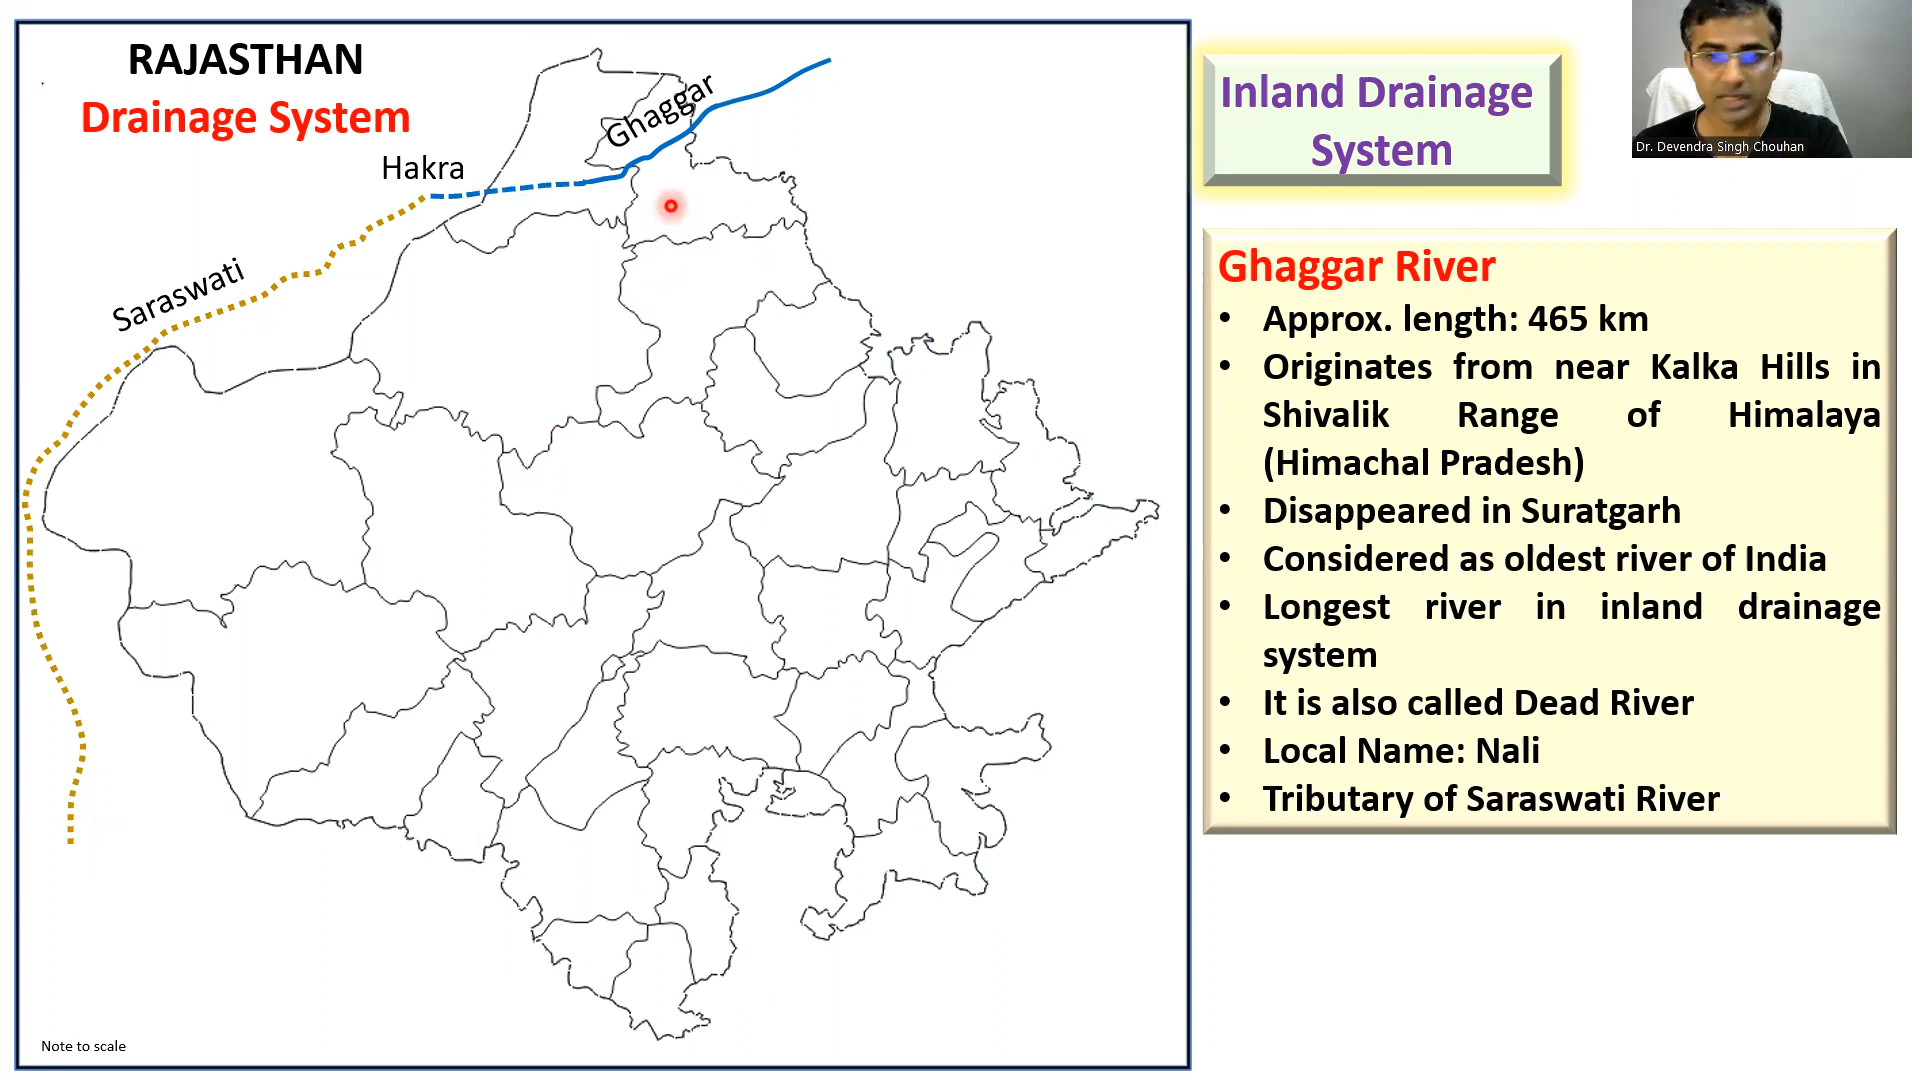 RAJASTHAN
Drainage System
Ghaggar
Hakra
Saraswati
Note to scale
Inland Drainage
System
Dr. Devendra Singh Chouhan
Ghaggar River
• Approx. length: 465 km
• Originates from near Kalka Hills in
Shivalik Range of Himalaya
(Himachal Pradesh)
• Disappeared in Suratgarh
• Considered as oldest river of India
• Longest river in inland drainage
system
• It is also called Dead River
• Local Name: Nali
• Tributary of Saraswati River